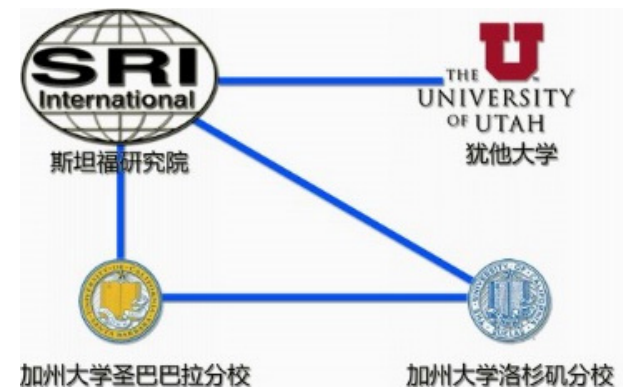 SRI
International
斯坦福研究院
THE
UNIVERSITY
OF UTAH
犹他大学
加州大学圣巴巴拉分校
加州大学洛杉矶分校